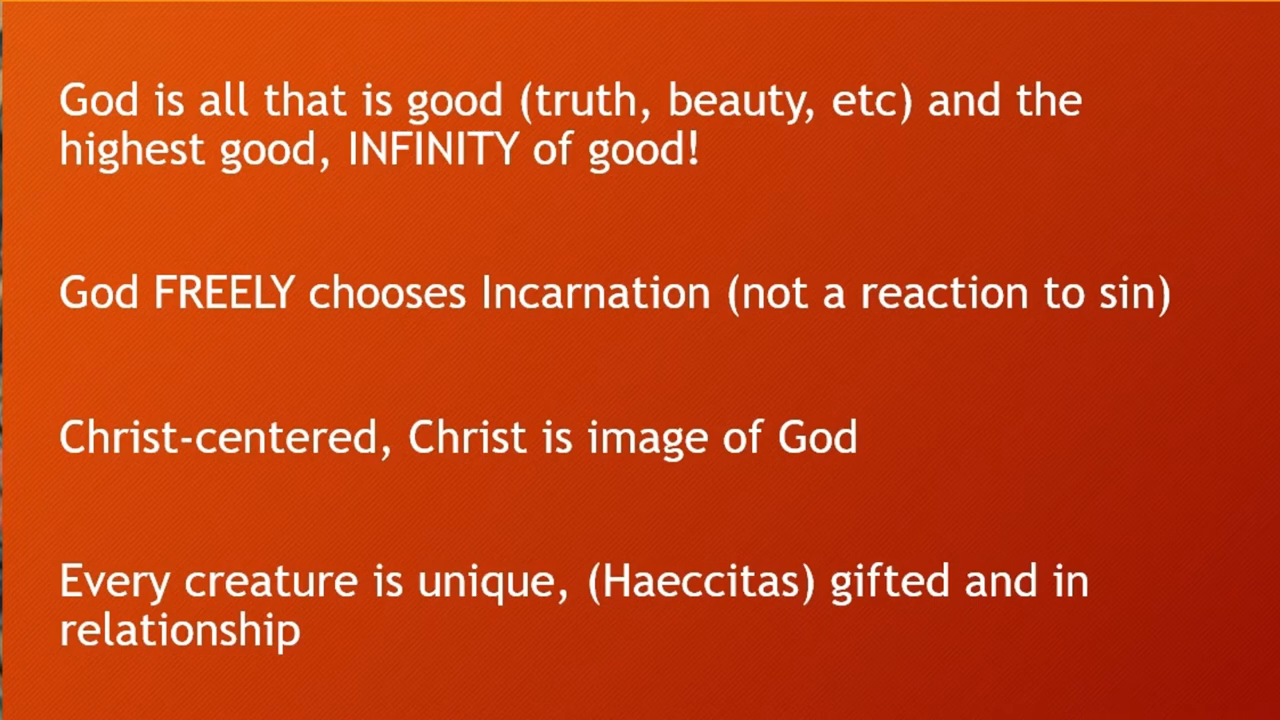 God is all that is good (truth, beauty, etc) and the
highest good, INFINITY of good!
God FREELY chooses Incarnation (not a reaction to sin)
Christ-centered, Christ is image of God
Every creature is unique, (Haeccitas) gifted and in
relationship